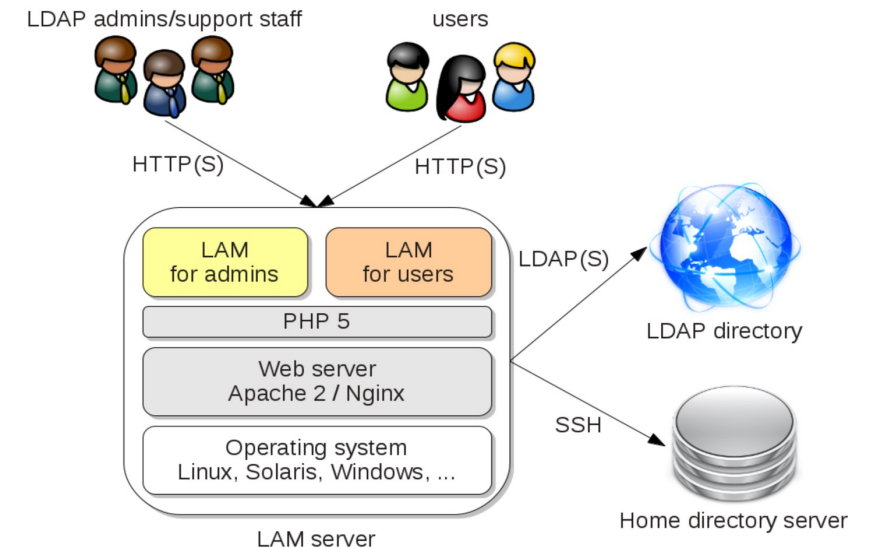 LDAP admins/support staff
users
HTTP(S)
HTTP(S)
LAM
for admins
LAM
for users
LDAP(S)
LDAP directory
PHP 5
Web server
Apache 2 / Nginx
SSH
Operating system
Linux, Solaris, Windows, ...
Home directory server
LAM server